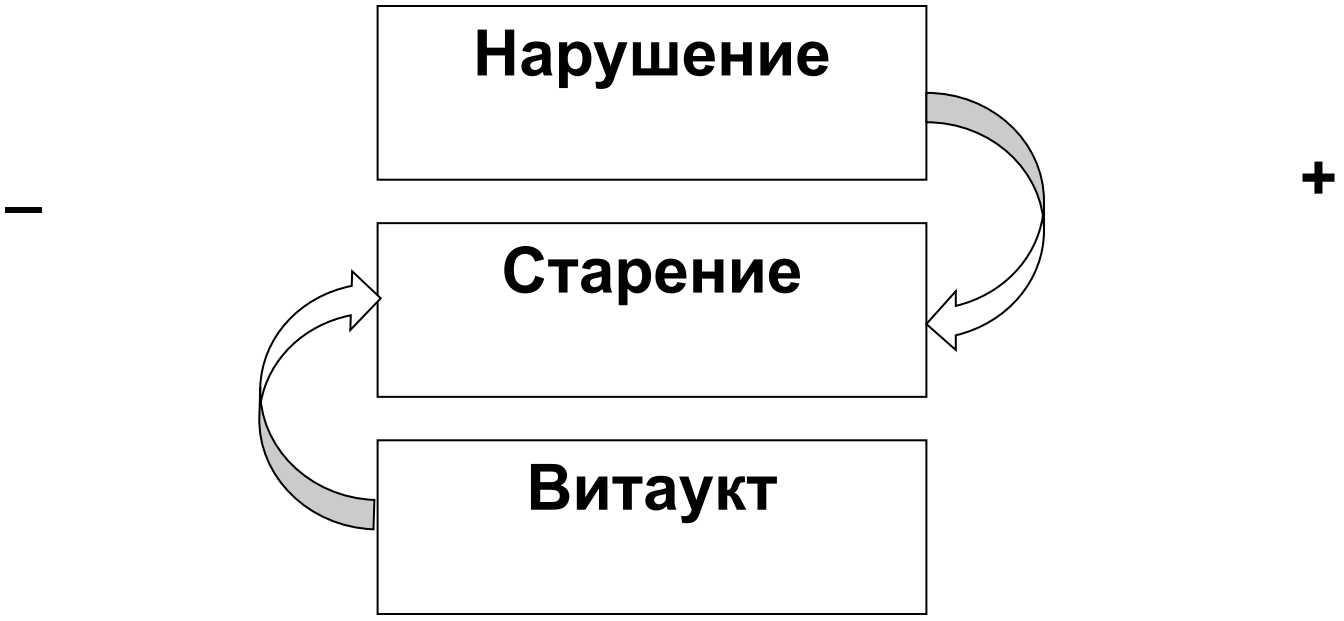 Нарушение
+
–
Старение
Витаукт